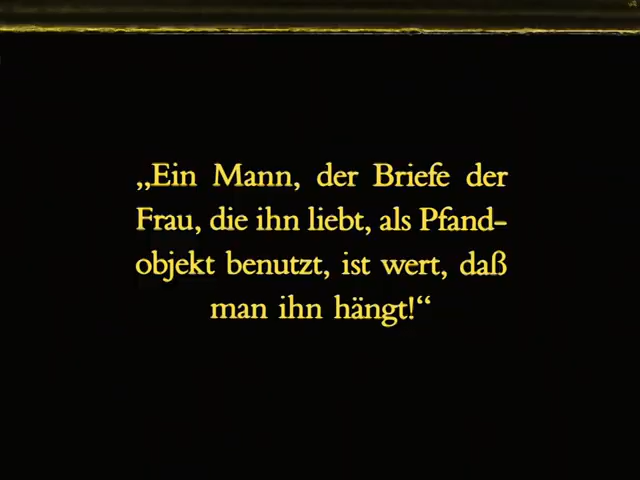 „Ein Mann, der Briefe der
Frau, die ihn liebt, als Pfand-
objekt benutzt, ist wert, daß
man ihn hängt!“